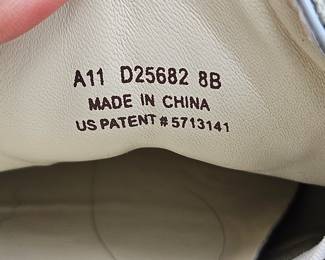 A11 D25682 8B
MADE IN CHINA
US PATENT # 5713141